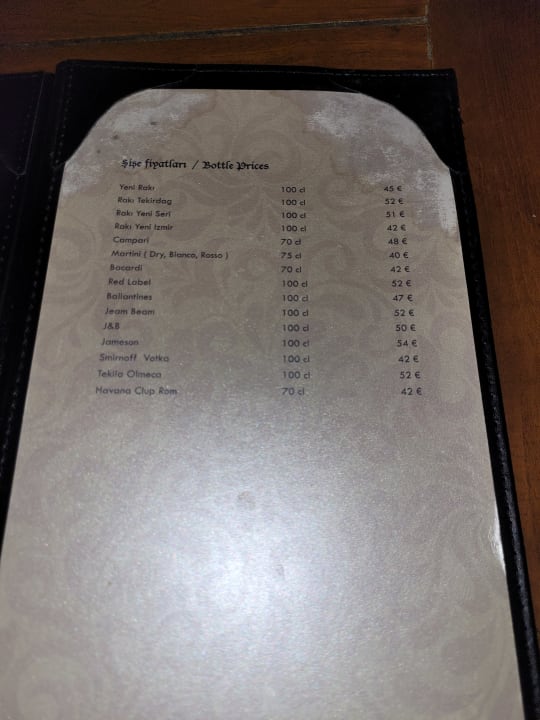 Şişe fiyatları / Bottle Prices
Yeni Rakı 100 cl 45 €
Rakı Tekirdag 100 cl 52 €
Rakı Yeni Seri 100 cl 51 €
Rakı Yeni Izmir 100 cl 42 €
Campari 70 cl 48 €
Martini ( Dry, Bianco, Rosso ) 75 cl 40 €
Bacardi 70 cl 42 €
Red Label 100 cl 52 €
Ballantines 100 cl 47 €
Jeam Beam 100 cl 52 €
J&B 100 cl 50 €
Jameson 100 cl 54 €
Smirnoff Votka 100 cl 42 €
Tekila Olmeca 100 cl 52 €
Havana Clup Rom 70 cl 42 €